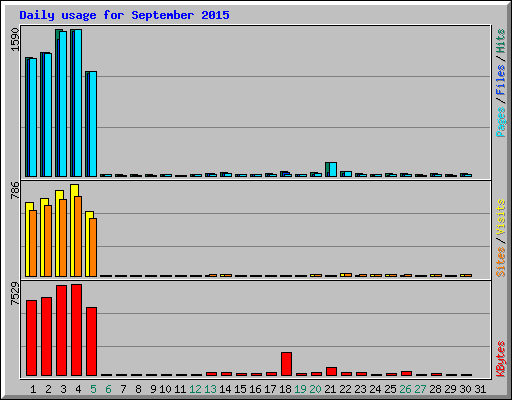 Daily usage for September 2015
1590
Pages / Files / Hits
786
Sites / Visits
7529
KBytes
1 2 3 4 5 6 7 8 9 10 11 12 13 14 15 16 17 18 19 20 21 22 23 24 25 26 27 28 29 30 31